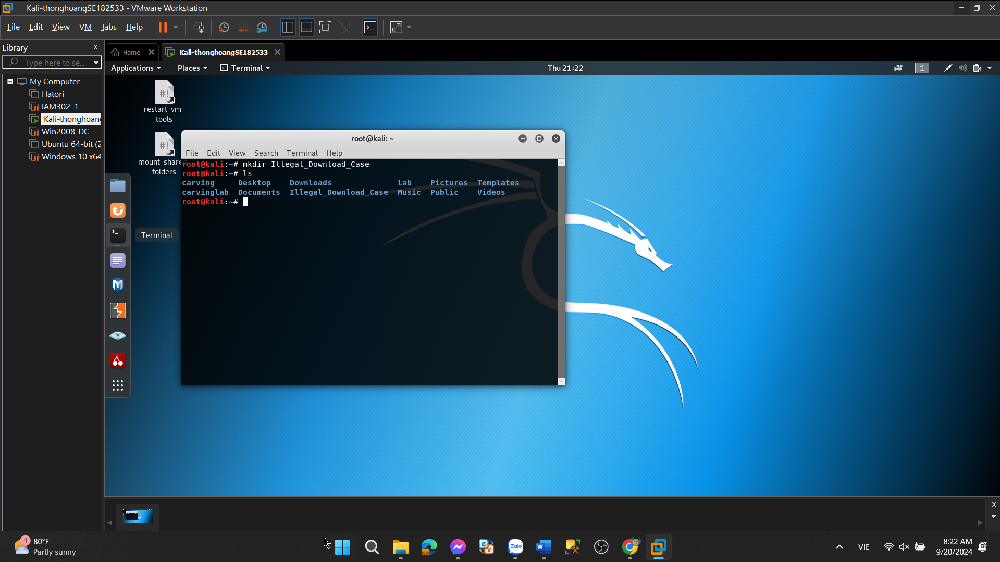 Kali-thonghoangSE182533 - VMware Workstation
File Edit View VM Tabs Help
Library
Type here to se...
My Computer
Hatori
IAM302_1
Kali-thonghoang
Win2008-DC
Ubuntu 64-bit (2
Windows 10 x64
Home
Kali-thonghoangSE182533
Applications Places Terminal
Thu 21:22
1
restart-vm-
tools
mount-share
folders
Terminal
root@kali: ~
File Edit View Search Terminal Help
root@kali:~# mkdir Illegal_Download_Case
root@kali:~# ls
carving Desktop Downloads lab Pictures Templates
carvinglab Documents Illegal_Download_Case Music Public Videos
root@kali:~#
1
80°F
Partly sunny
Zalo
W
VIE
8:22 AM
9/20/2024